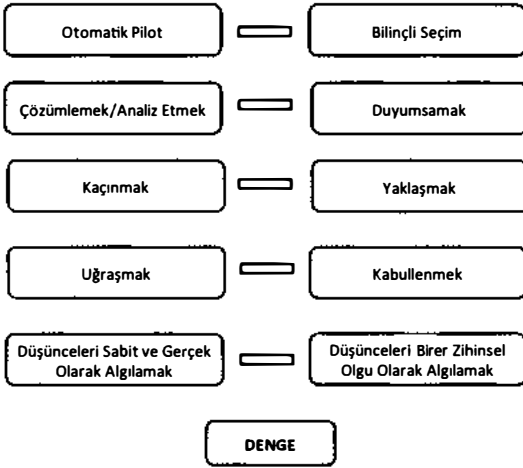 Otomatik Pilot
Bilinçli Seçim
Çözümlemek/Analiz Etmek
Duyumsamak
Kaçınmak
Yaklaşmak
Uğraşmak
Kabullenmek
Düşünceleri Sabit ve Gerçek
Olarak Algılamak
Düşünceleri Birer Zihinsel
Olgu Olarak Algılamak
DENGE